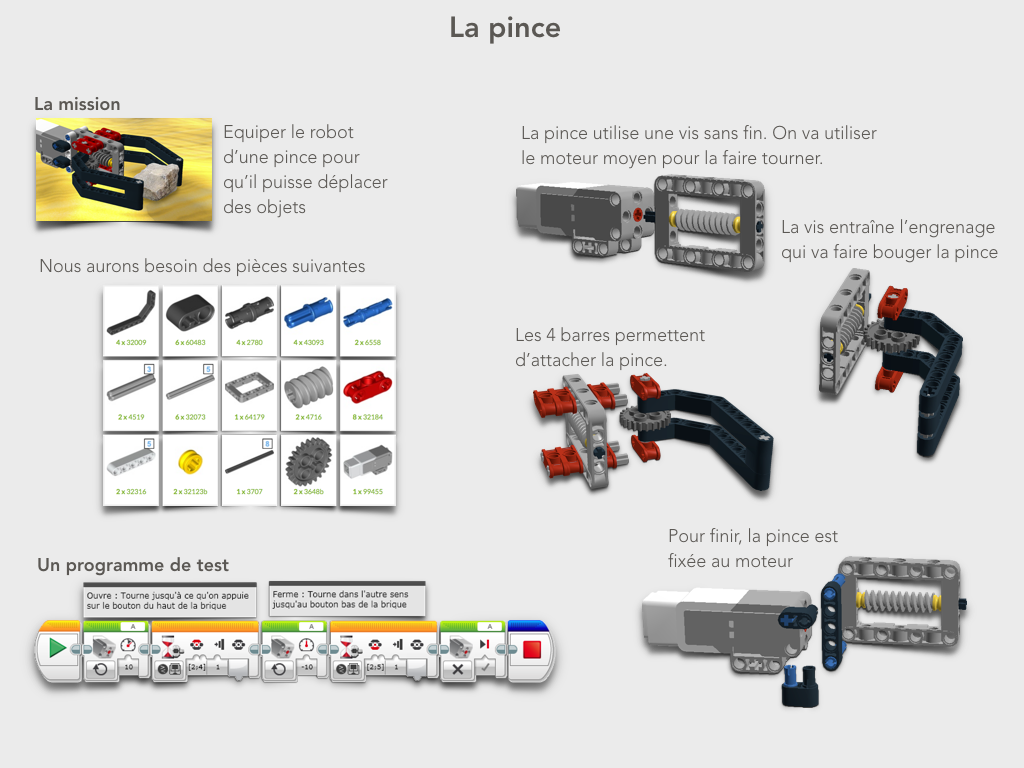 La pince
La mission
Equiper le robot
d'une pince pour
qu'il puisse déplacer
des objets
Nous aurons besoin des pièces suivantes
4 x 32009
6 x 60483
4 x 2780
4 x 43093
2 x 6558
3
2 x 4519
5
6 x 32073
1 x 64179
2 x 4716
8 x 32184
5
2 x 32316
2 x 32123b
8
1 x 3707
2 x 3648b
1 x 99455
Un programme de test
Ouvre : Tourne jusqu'à ce qu'on appuie
sur le bouton du haut de la brique
Ferme : Tourne dans l'autre sens
jusqu'au bouton bas de la brique
A
10
[2;4]
1
A
-10
[2;5]
1
A
La pince utilise une vis sans fin. On va utiliser
le moteur moyen pour la faire tourner.
La vis entraîne l'engrenage
qui va faire bouger la pince
Les 4 barres permettent
d'attacher la pince.
Pour finir, la pince est
fixée au moteur